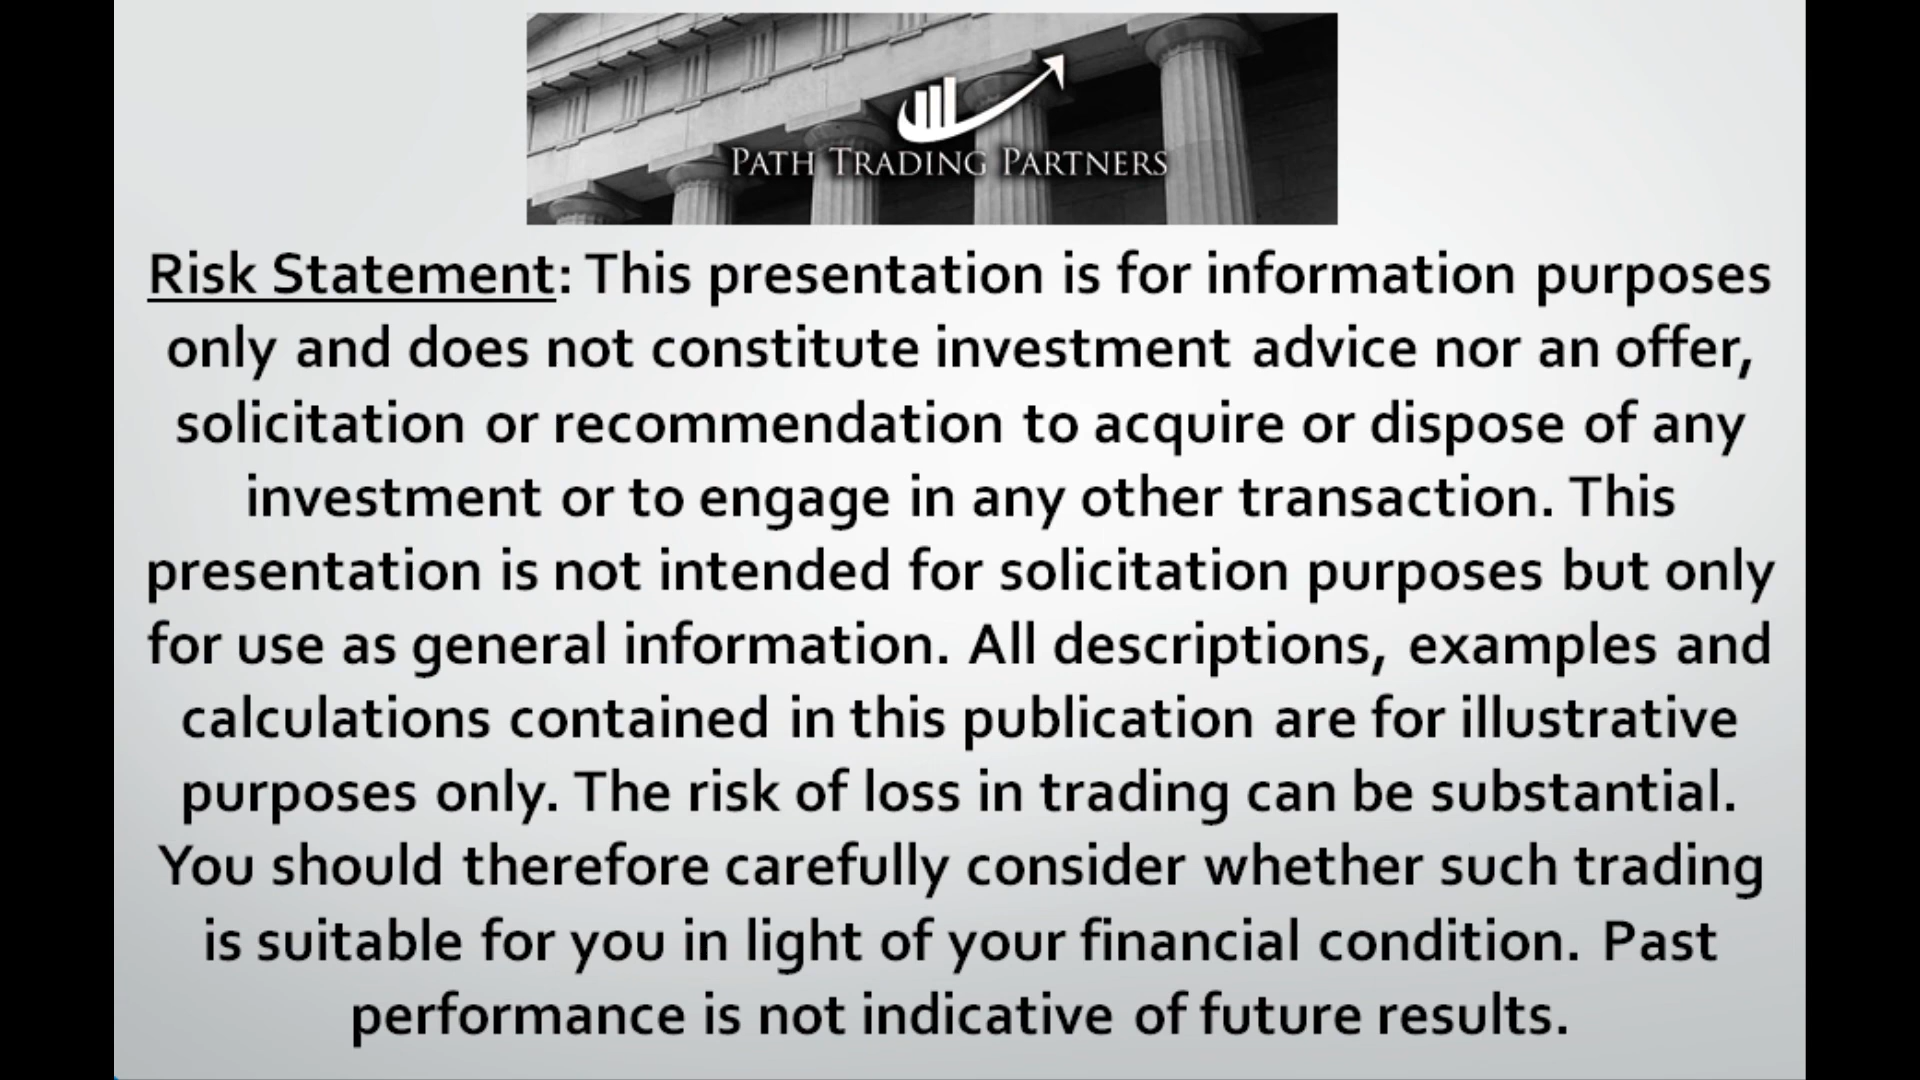 PATH TRADING PARTNERS
Risk Statement: This presentation is for information purposes
only and does not constitute investment advice nor an offer,
solicitation or recommendation to acquire or dispose of any
investment or to engage in any other transaction. This
presentation is not intended for solicitation purposes but only
for use as general information. All descriptions, examples and
calculations contained in this publication are for illustrative
purposes only. The risk of loss in trading can be substantial.
You should therefore carefully consider whether such trading
is suitable for you in light of your financial condition. Past
performance is not indicative of future results.